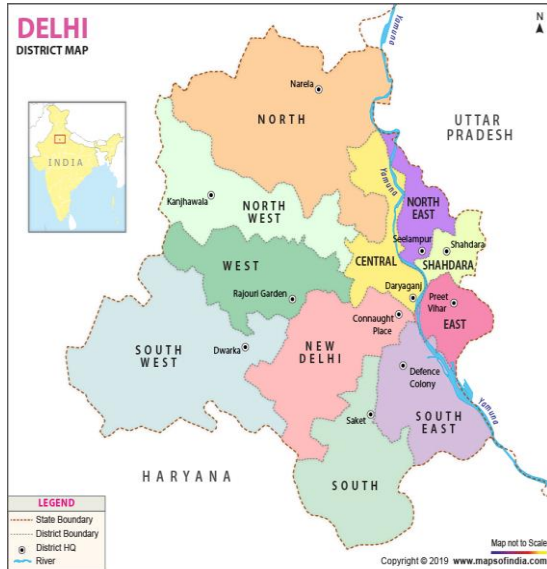 DELHI
DISTRICT MAP
Yamuna
N
Narela
NORTH
UTTAR
PRADESH
INDIA
Yamuna
Kanjhawala
NORTH
WEST
NORTH
EAST
Seelampur
Shahdara
SHAHDARA
CENTRAL
WEST
Rajouri Garden
Daryaganj
Preet
Vihar
EAST
Connaught
Place
SOUTH
WEST
Dwarka
NEW
DELHI
Defence
Colony
Yamuna
Saket
SOUTH
EAST
HARYANA
SOUTH
LEGEND
State Boundary
District Boundary
District HQ
River
Map not to Scale
Copyright © 2019 www.mapsofindia.com